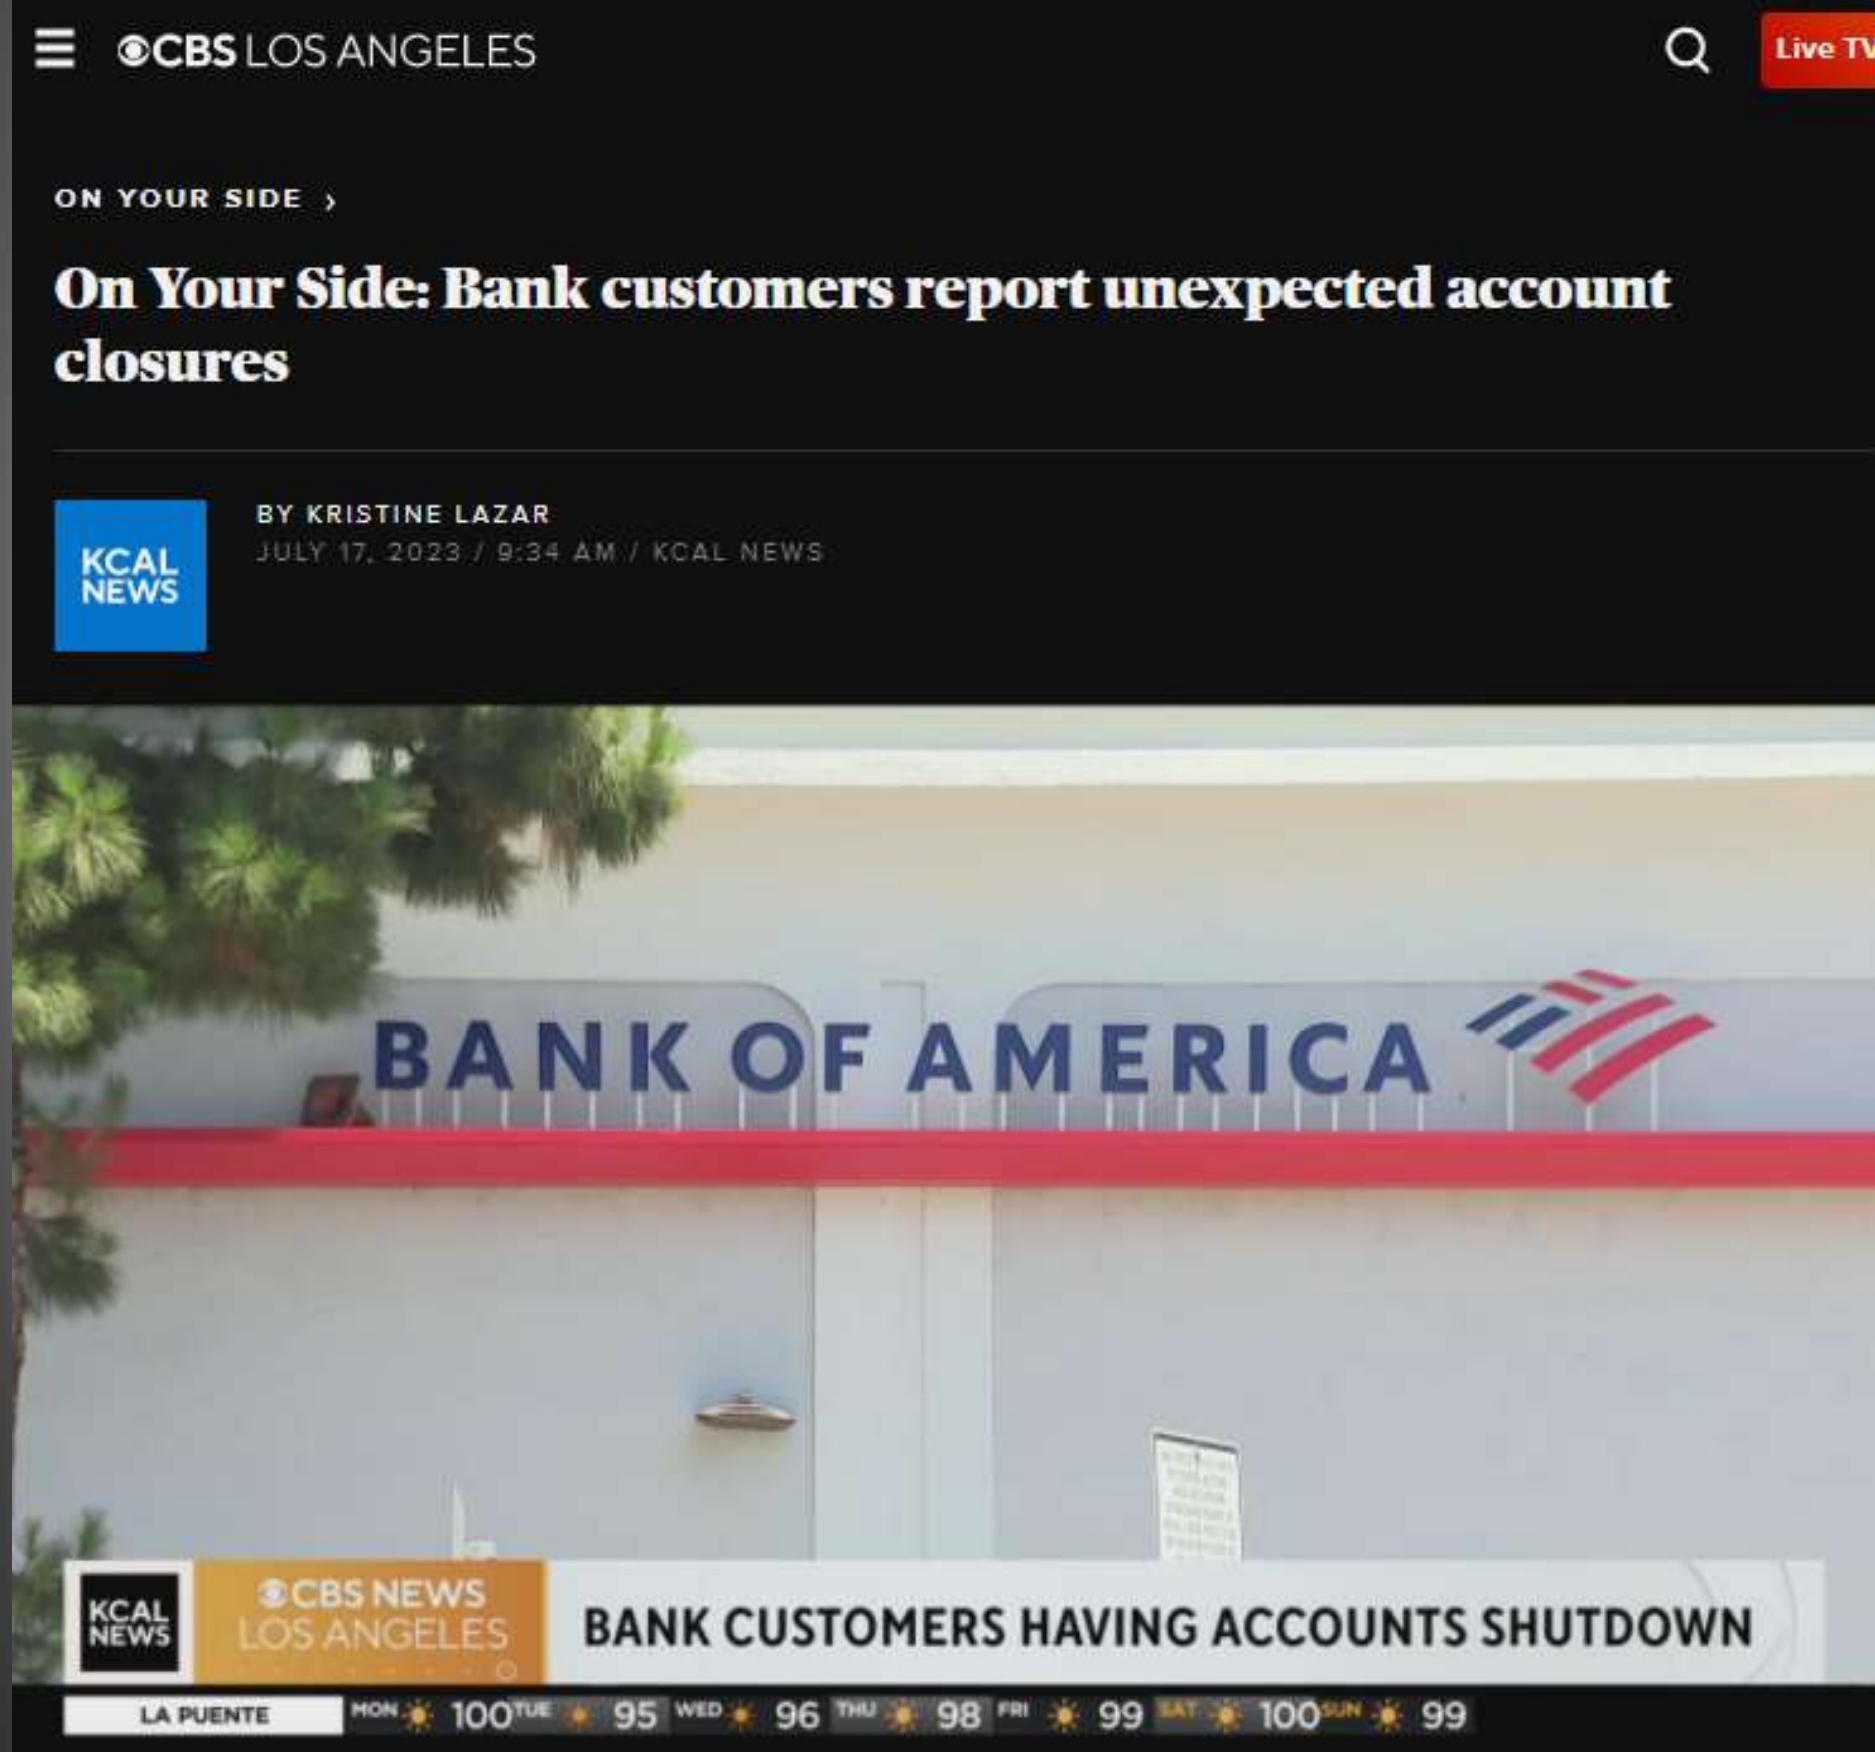 CBS LOS ANGELES
Live TV
ON YOUR SIDE ›
On Your Side: Bank customers report unexpected account
closures
KCAL
NEWS
BY KRISTINE LAZAR
JULY 17, 2023 / 9:34 AM / KCAL NEWS
BANK OF AMERICA
KCAL
NEWS
CBS NEWS
LOS ANGELES
BANK CUSTOMERS HAVING ACCOUNTS SHUTDOWN
LA PUENTE MON 100 TUE 95 WED 96 THU 98 FRI 99 SAT 100 SUN 99